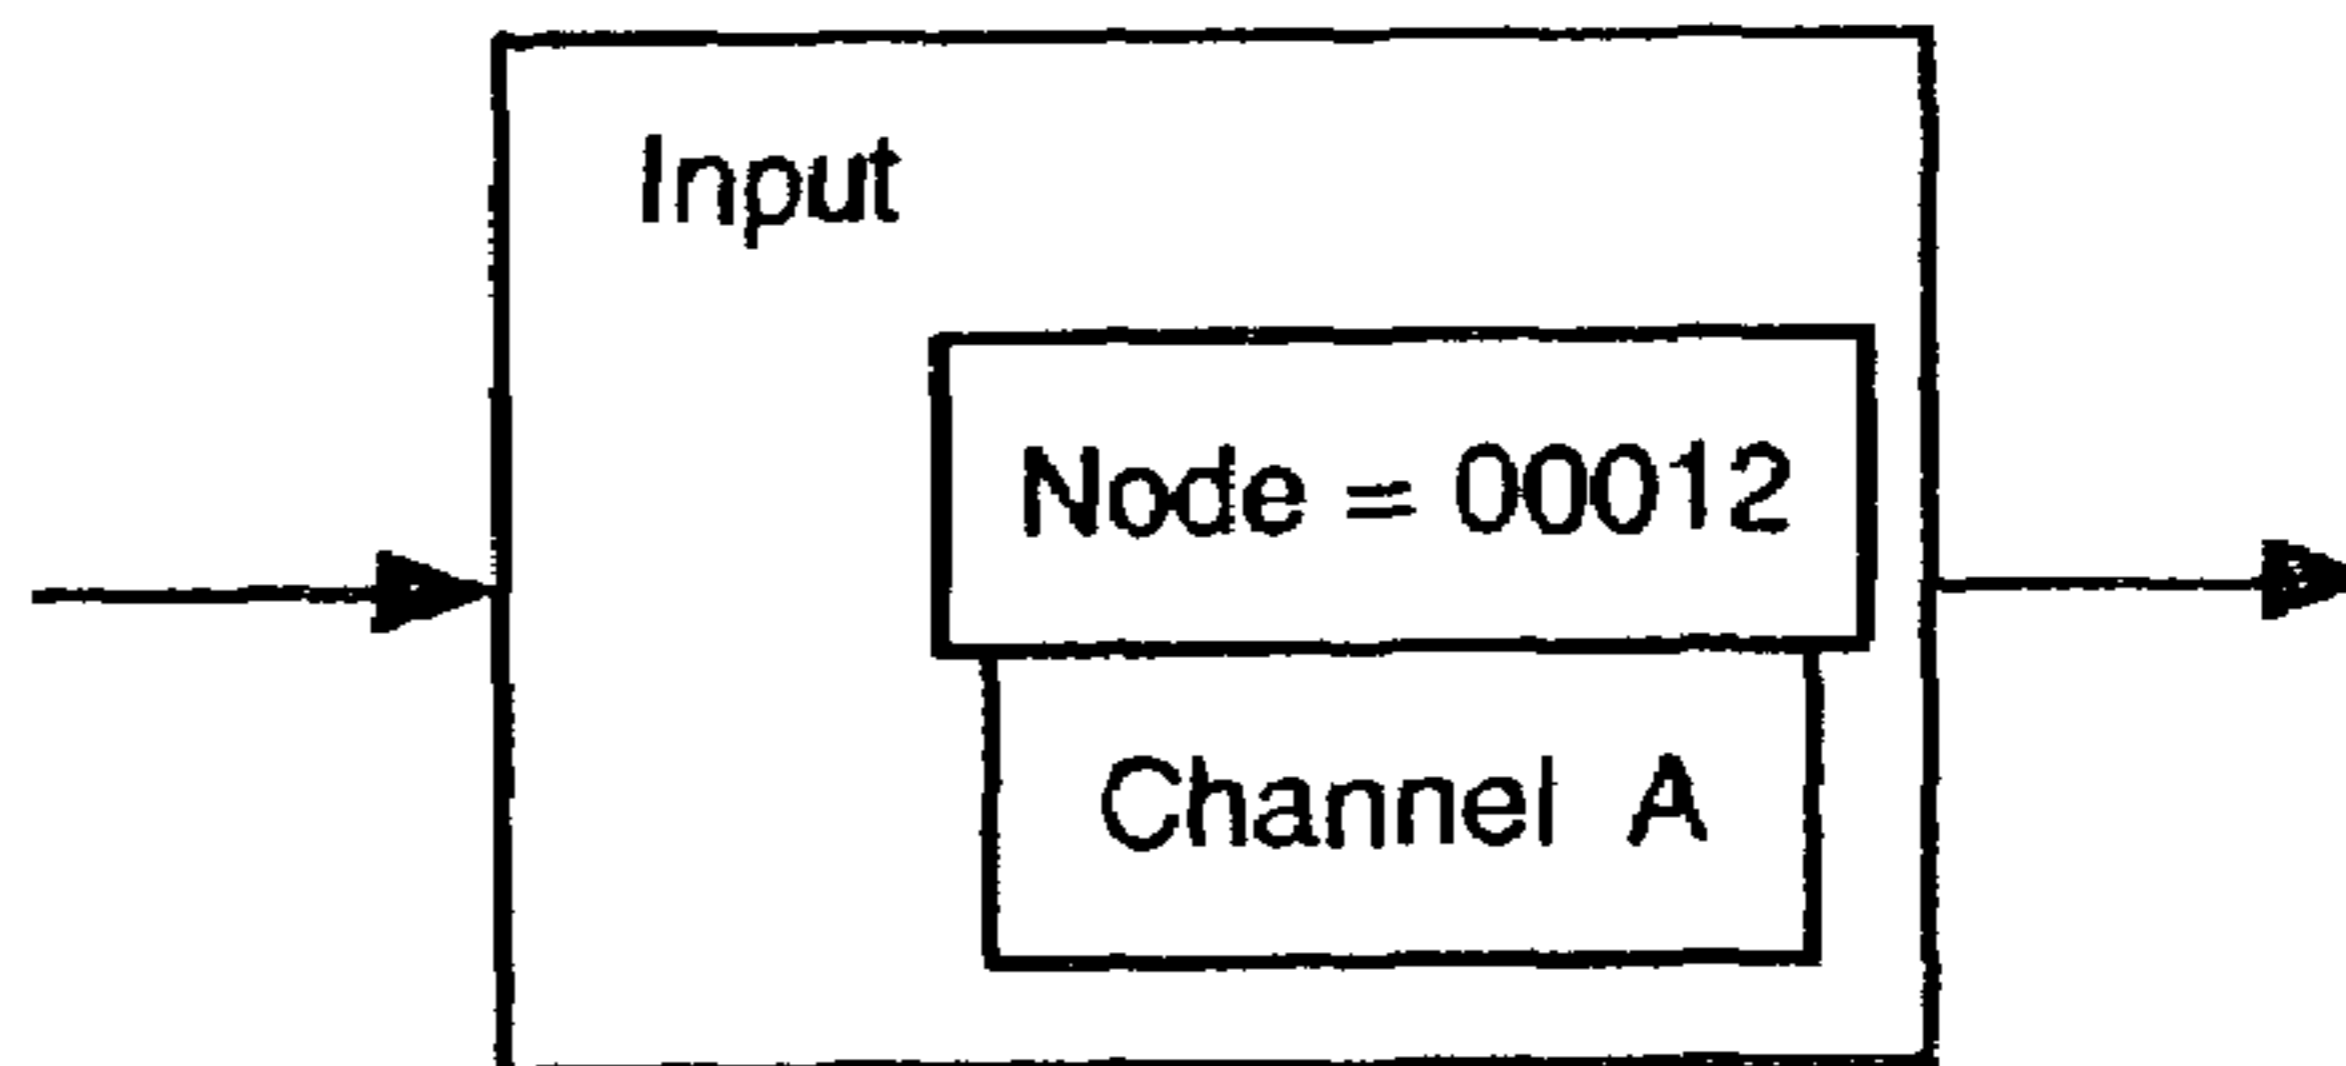 Input
Node = 00012
Channel A